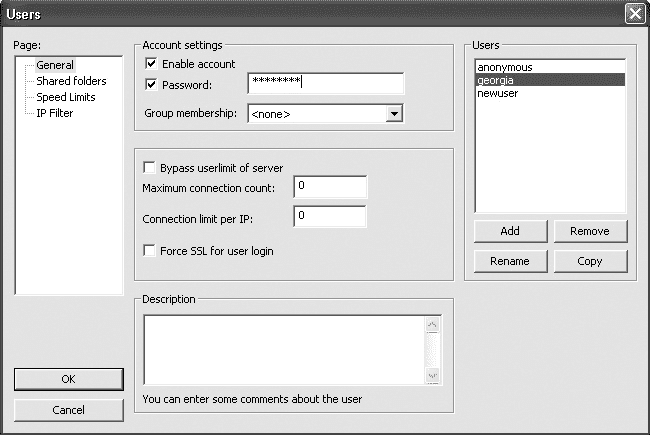 Users
Page:
General
Shared folders
Speed Limits
IP Filter
OK
Cancel
Account settings
Enable account
Password:
********
Group membership:
<none>
Bypass userlimit of server
Maximum connection count:
0
Connection limit per IP:
0
Force SSL for user login
Description
You can enter some comments about the user
Users
anonymous
georgia
newuser
Add
Remove
Rename
Copy